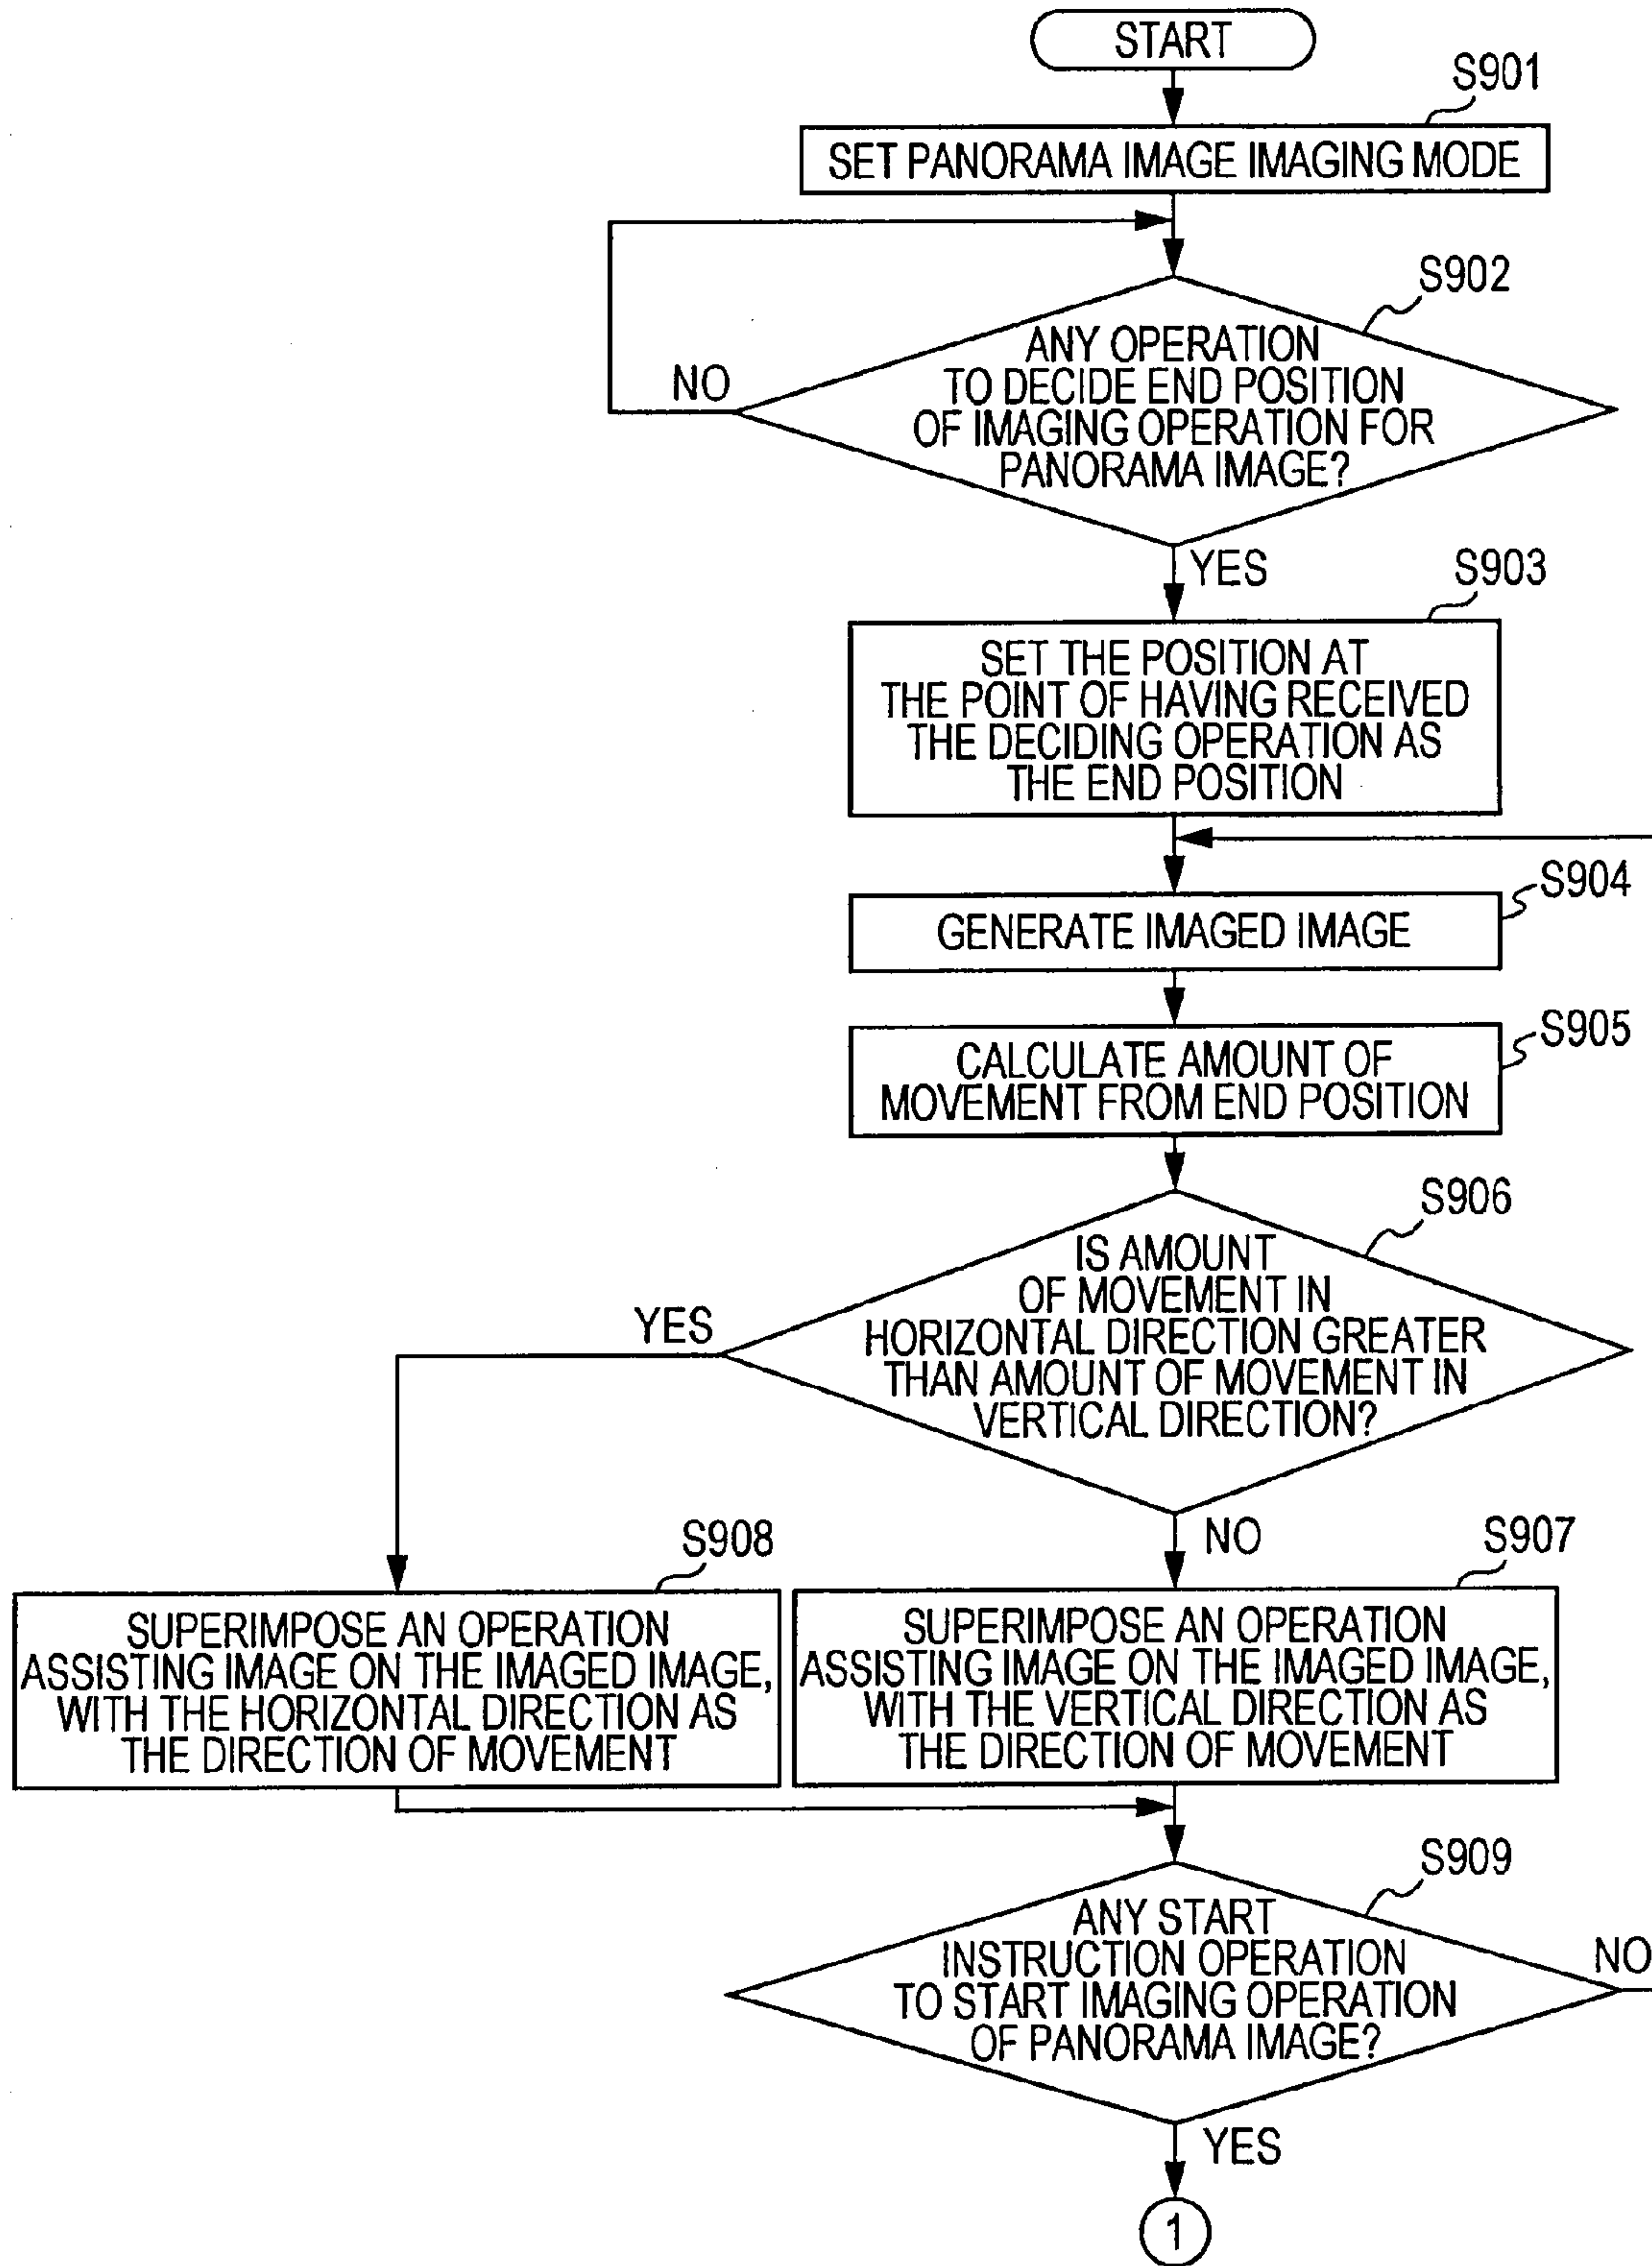 START
S901
SET PANORAMA IMAGE IMAGING MODE
S902
ANY OPERATION
TO DECIDE END POSITION
OF IMAGING OPERATION FOR
PANORAMA IMAGE?
NO
YES
S903
SET THE POSITION AT
THE POINT OF HAVING RECEIVED
THE DECIDING OPERATION AS
THE END POSITION
S904
GENERATE IMAGED IMAGE
S905
CALCULATE AMOUNT OF
MOVEMENT FROM END POSITION
S906
IS AMOUNT
OF MOVEMENT IN
HORIZONTAL DIRECTION GREATER
THAN AMOUNT OF MOVEMENT IN
VERTICAL DIRECTION?
YES
NO
S908
SUPERIMPOSE AN OPERATION
ASSISTING IMAGE ON THE IMAGED IMAGE,
WITH THE HORIZONTAL DIRECTION AS
THE DIRECTION OF MOVEMENT
S907
SUPERIMPOSE AN OPERATION
ASSISTING IMAGE ON THE IMAGED IMAGE,
WITH THE VERTICAL DIRECTION AS
THE DIRECTION OF MOVEMENT
S909
ANY START
INSTRUCTION OPERATION
TO START IMAGING OPERATION
OF PANORAMA IMAGE?
NO
YES
1